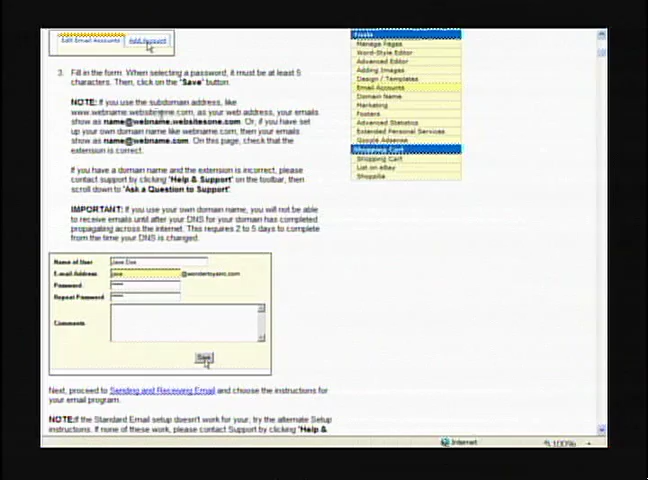 Edit Email Accounts
Add Account
3. Fill in the form. When selecting a password, it must be at least 5
characters. Then, click on the "Save" button.
NOTE: If you use the subdomain address, like
www.webname.websitesone.com, as your web address, your emails
show as name@webname.websitesone.com. Or, if you have set
up your own domain name like webname.com, then your emails
show as name@webname.com. On this page, check that the
extension is correct.
If you have a domain name and the extension is incorrect, please
contact support by clicking "Help & Support" on the toolbar, then
scroll down to "Ask a Question to Support"
IMPORTANT: If you use your own domain name, you will not be able
to receive emails until after your DNS for your domain has completed
propagating across the internet. This requires 2 to 5 days to complete
from the time your DNS is changed.
Name of User Jane Doe
E-mail Address jane @wondertoysinc.com
Password ****
Repeat Password ****
Comments
Save
Next, proceed to Sending and Receiving Email and choose the instructions for
your email program.
NOTE:If the Standard Email setup doesn't work for your, try the alternate Setup
instructions. If none of these work, please contact Support by clicking "Help &
Tools
Manage Pages
Word-Style Editor
Advanced Editor
Adding Images
Design / Templates
Email Accounts
Domain Name
Marketing
Footers
Advanced Statistics
Extended Personal Services
Google Adsense
Shopping Cart
Shopping Cart
List on eBay
Shopzilla
Internet
100%